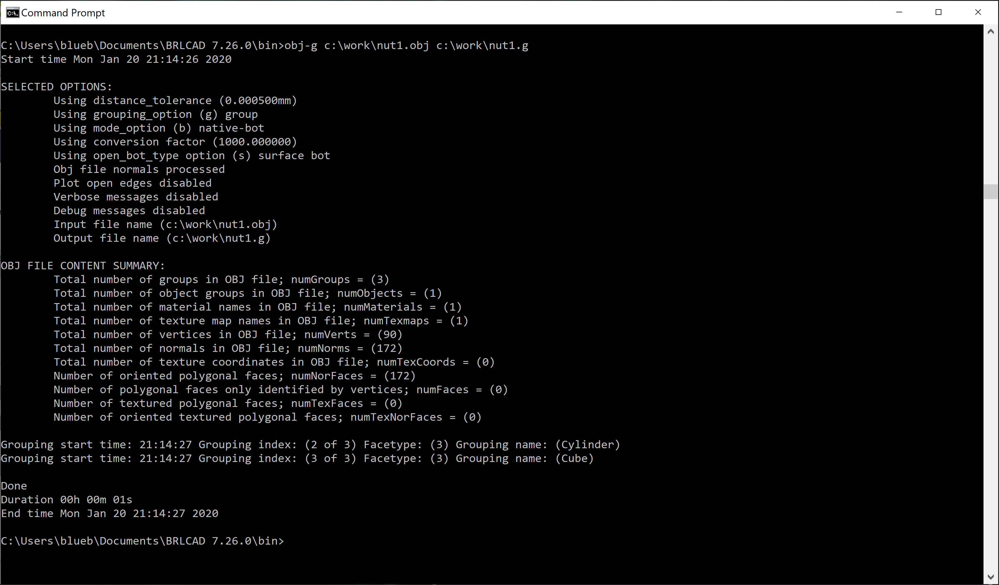 Command Prompt
C:\Users\blueb\Documents\BRLCAD 7.26.0\bin>obj-g c:\work\nut1.obj c:\work\nut1.g
Start time Mon Jan 20 21:14:26 2020
SELECTED OPTIONS:
Using distance_tolerance (0.000500mm)
Using grouping_option (g) group
Using mode_option (b) native-bot
Using conversion factor (1000.000000)
Using open_bot_type option (s) surface bot
Obj file normals processed
Plot open edges disabled
Verbose messages disabled
Debug messages disabled
Input file name (c:\work\nut1.obj)
Output file name (c:\work\nut1.g)
OBJ FILE CONTENT SUMMARY:
Total number of groups in OBJ file; numGroups = (3)
Total number of object groups in OBJ file; numObjects = (1)
Total number of material names in OBJ file; numMaterials = (1)
Total number of texture map names in OBJ file; numTexmaps = (1)
Total number of vertices in OBJ file; numVerts = (90)
Total number of normals in OBJ file; numNorms = (172)
Total number of texture coordinates in OBJ file; numTexCoords = (0)
Number of oriented polygonal faces; numNorFaces = (172)
Number of polygonal faces only identified by vertices; numFaces = (0)
Number of textured polygonal faces; numTexFaces = (0)
Number of oriented textured polygonal faces; numTexNorFaces = (0)
Grouping start time: 21:14:27 Grouping index: (2 of 3) Facetype: (3) Grouping name: (Cylinder)
Grouping start time: 21:14:27 Grouping index: (3 of 3) Facetype: (3) Grouping name: (Cube)
Done
Duration 00h 00m 01s
End time Mon Jan 20 21:14:27 2020
C:\Users\blueb\Documents\BRLCAD 7.26.0\bin>